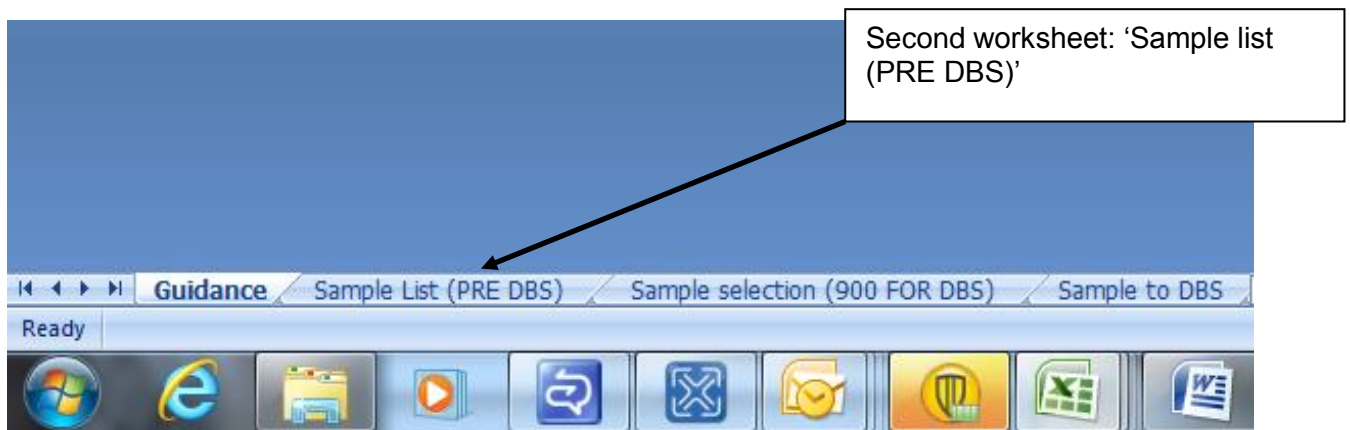 Second worksheet: ‘Sample list
(PRE DBS)’
Guidance Sample List (PRE DBS) Sample selection (900 FOR DBS) Sample to DBS
Ready